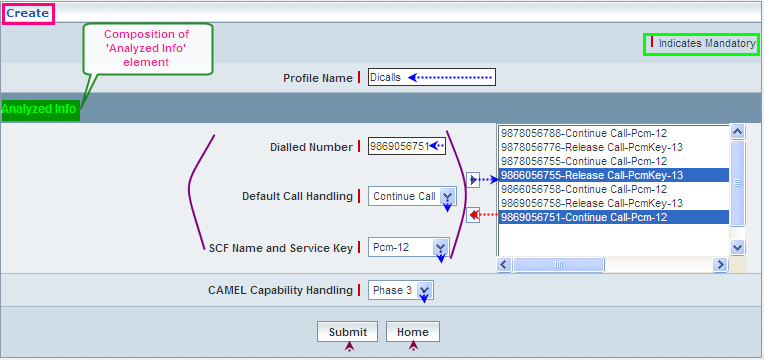 Create
Composition of
'Analyzed Info'
element
Indicates Mandatory
Profile Name
Dicalls
Analyzed Info
Dialled Number
9869056751
Default Call Handling
Continue Call
SCF Name and Service Key
Pcm-12
9878056788-Continue Call-Pcm-12
9878056776-Release Call-PcmKey-13
9878056755-Continue Call-Pcm-12
9866056755-Release Call-PcmKey-13
9866056758-Continue Call-Pcm-12
9869056758-Release Call-PcmKey-13
9869056751-Continue Call-Pcm-12
CAMEL Capability Handling
Phase 3
Submit
Home